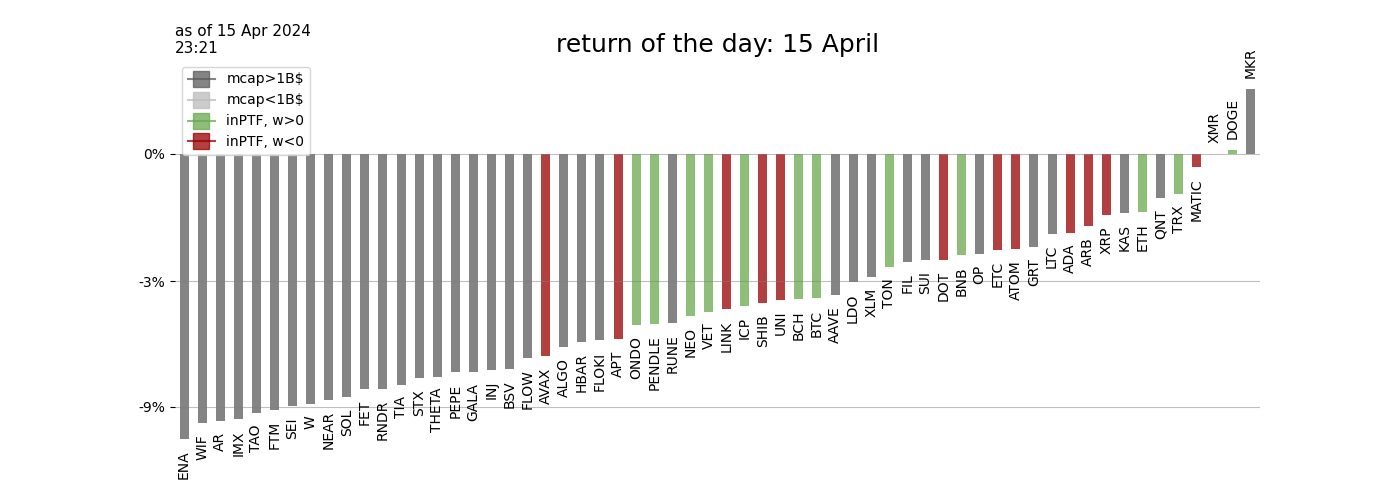 as of 15 Apr 2024
23:21
return of the day: 15 April
mcap>1B$
mcap<1B$
inPTF, w>0
inPTF, w<0
0%
-3%
-9%
ENA
WIF
AR
IMX
TAO
FTM
SEI
W
NEAR
SOL
FET
RNDR
TIA
STX
THETA
PEPE
GALA
INJ
BSV
FLOW
AVAX
ALGO
HBAR
FLOKI
APT
ONDO
PENDLE
RUNE
NEO
VET
LINK
ICP
SHIB
UNI
BCH
BTC
AAVE
LDO
XLM
TON
FIL
SUI
DOT
BNB
OP
ETC
ATOM
GRT
LTC
ADA
ARB
XRP
KAS
ETH
QNT
TRX
MATIC
XMR
DOGE
MKR